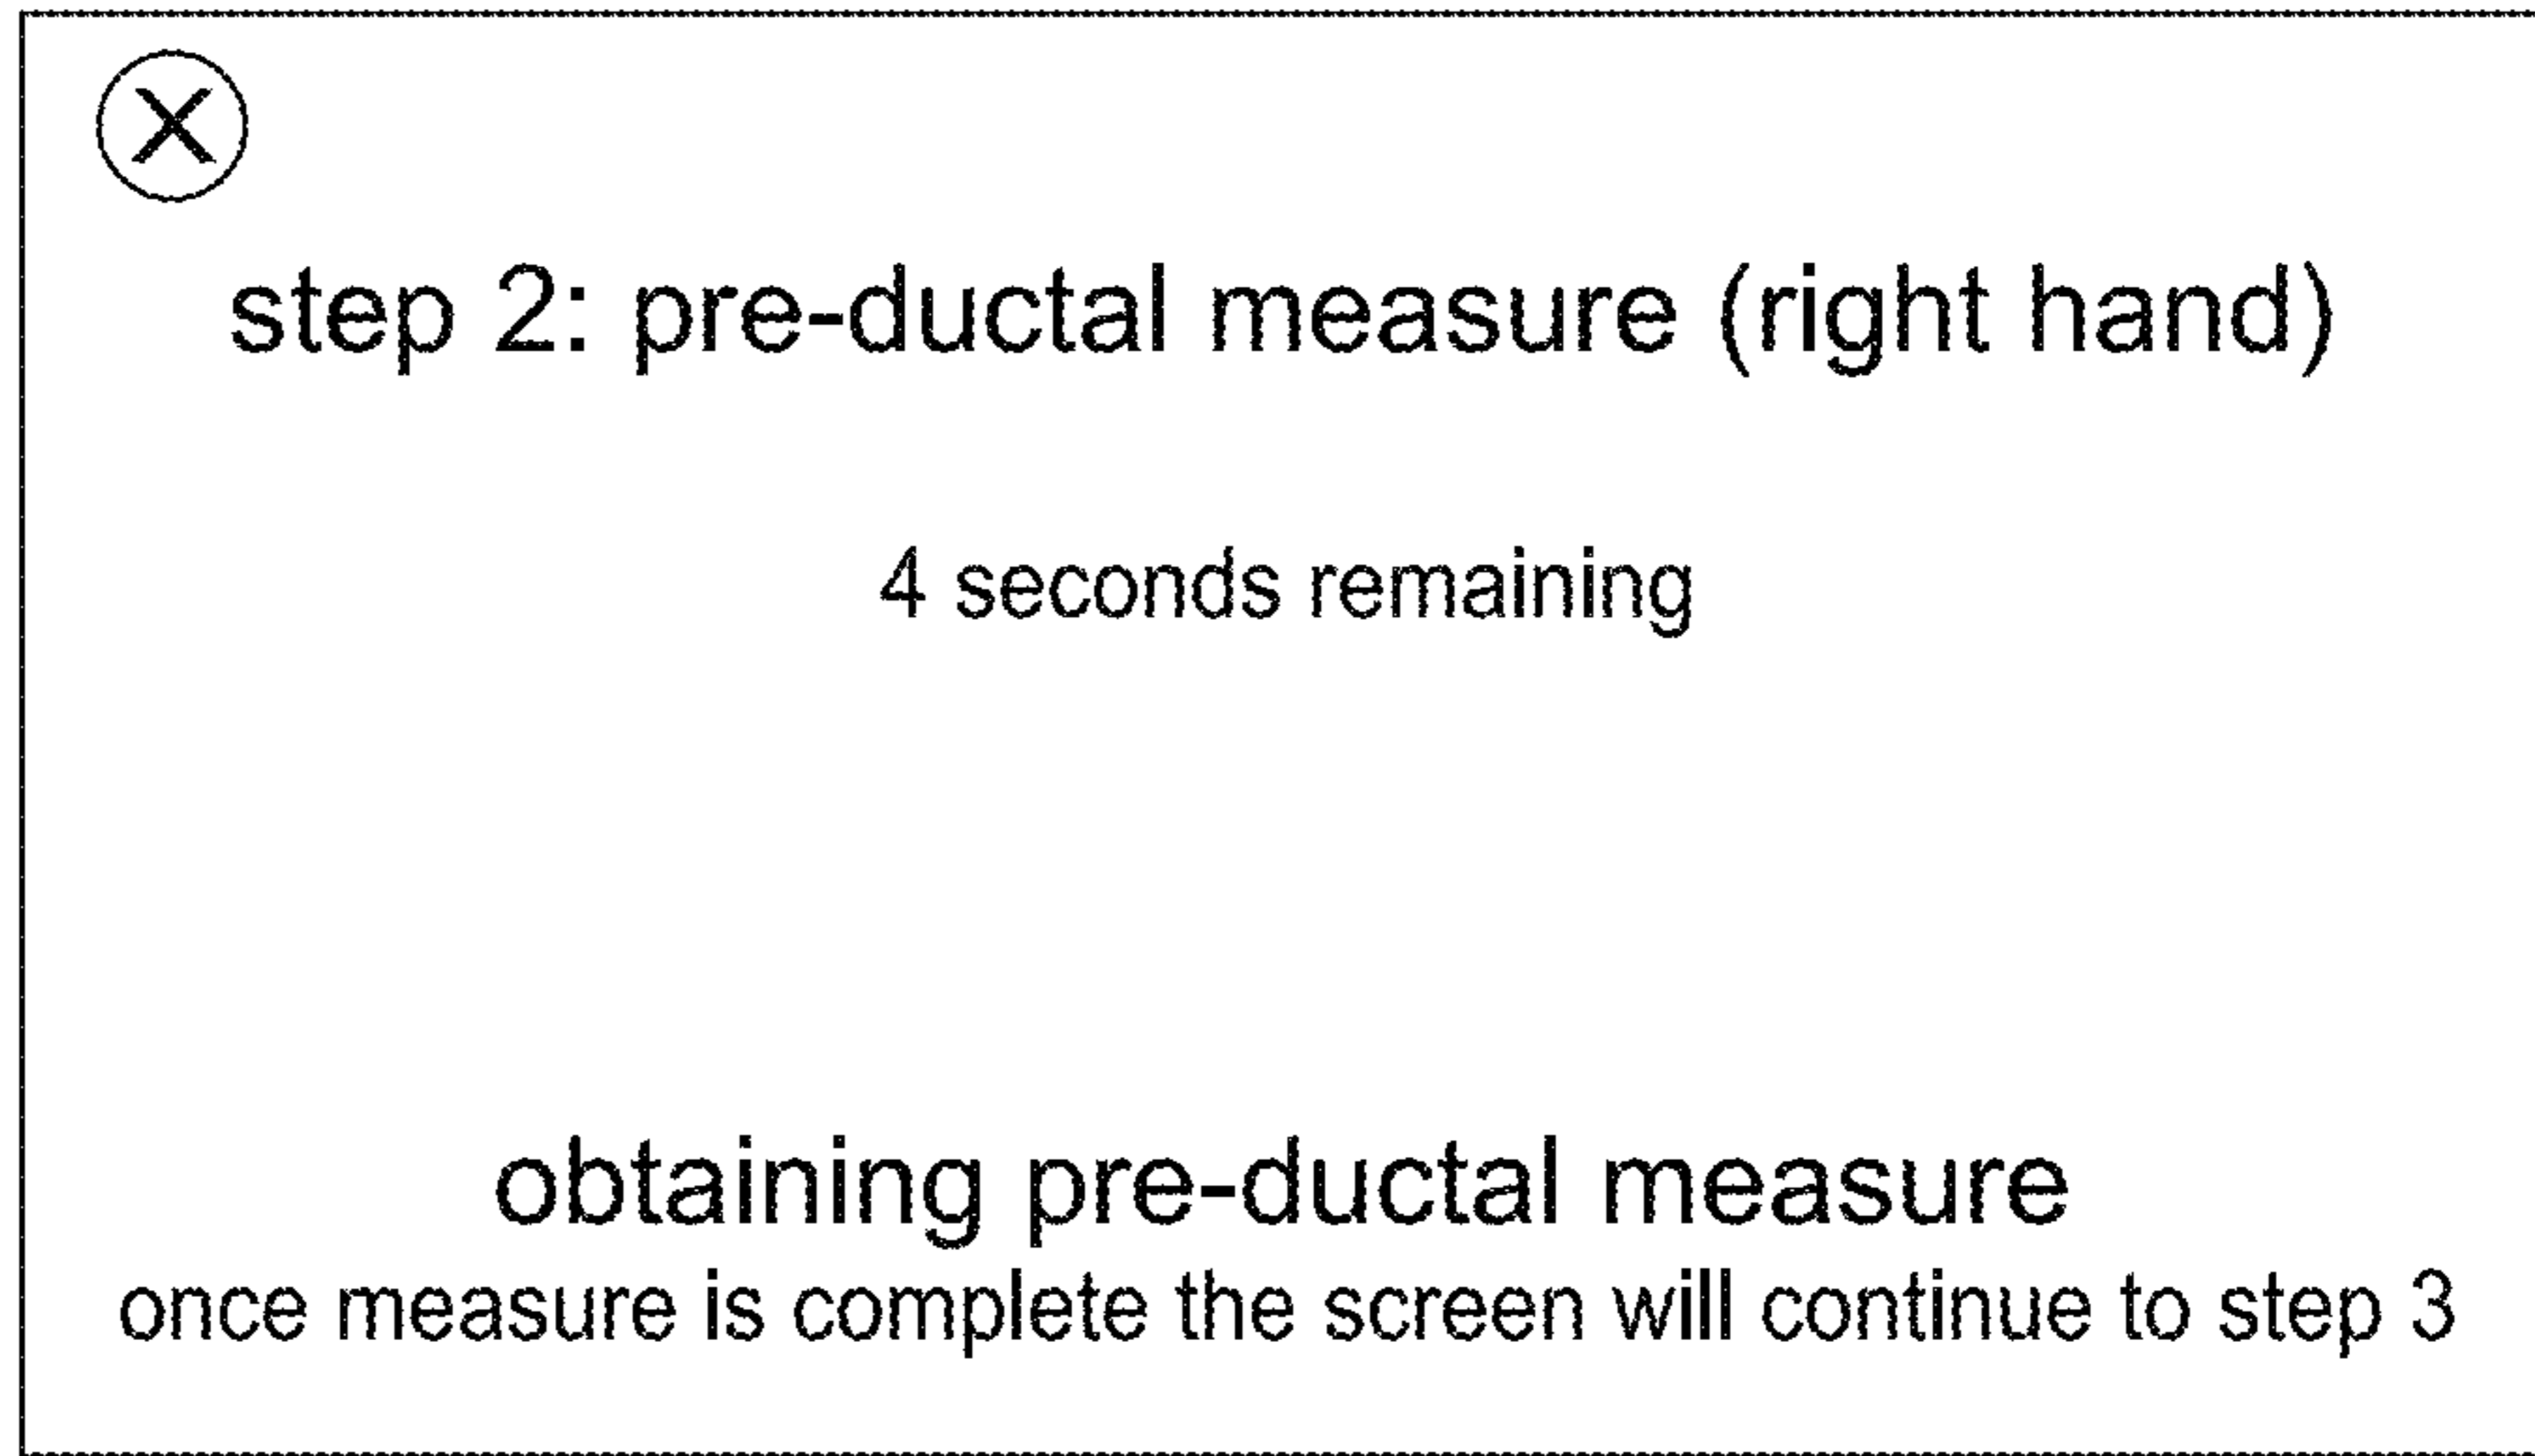 step 2: pre-ductal measure (right hand)
4 seconds remaining
obtaining pre-ductal measure
once measure is complete the screen will continue to step 3